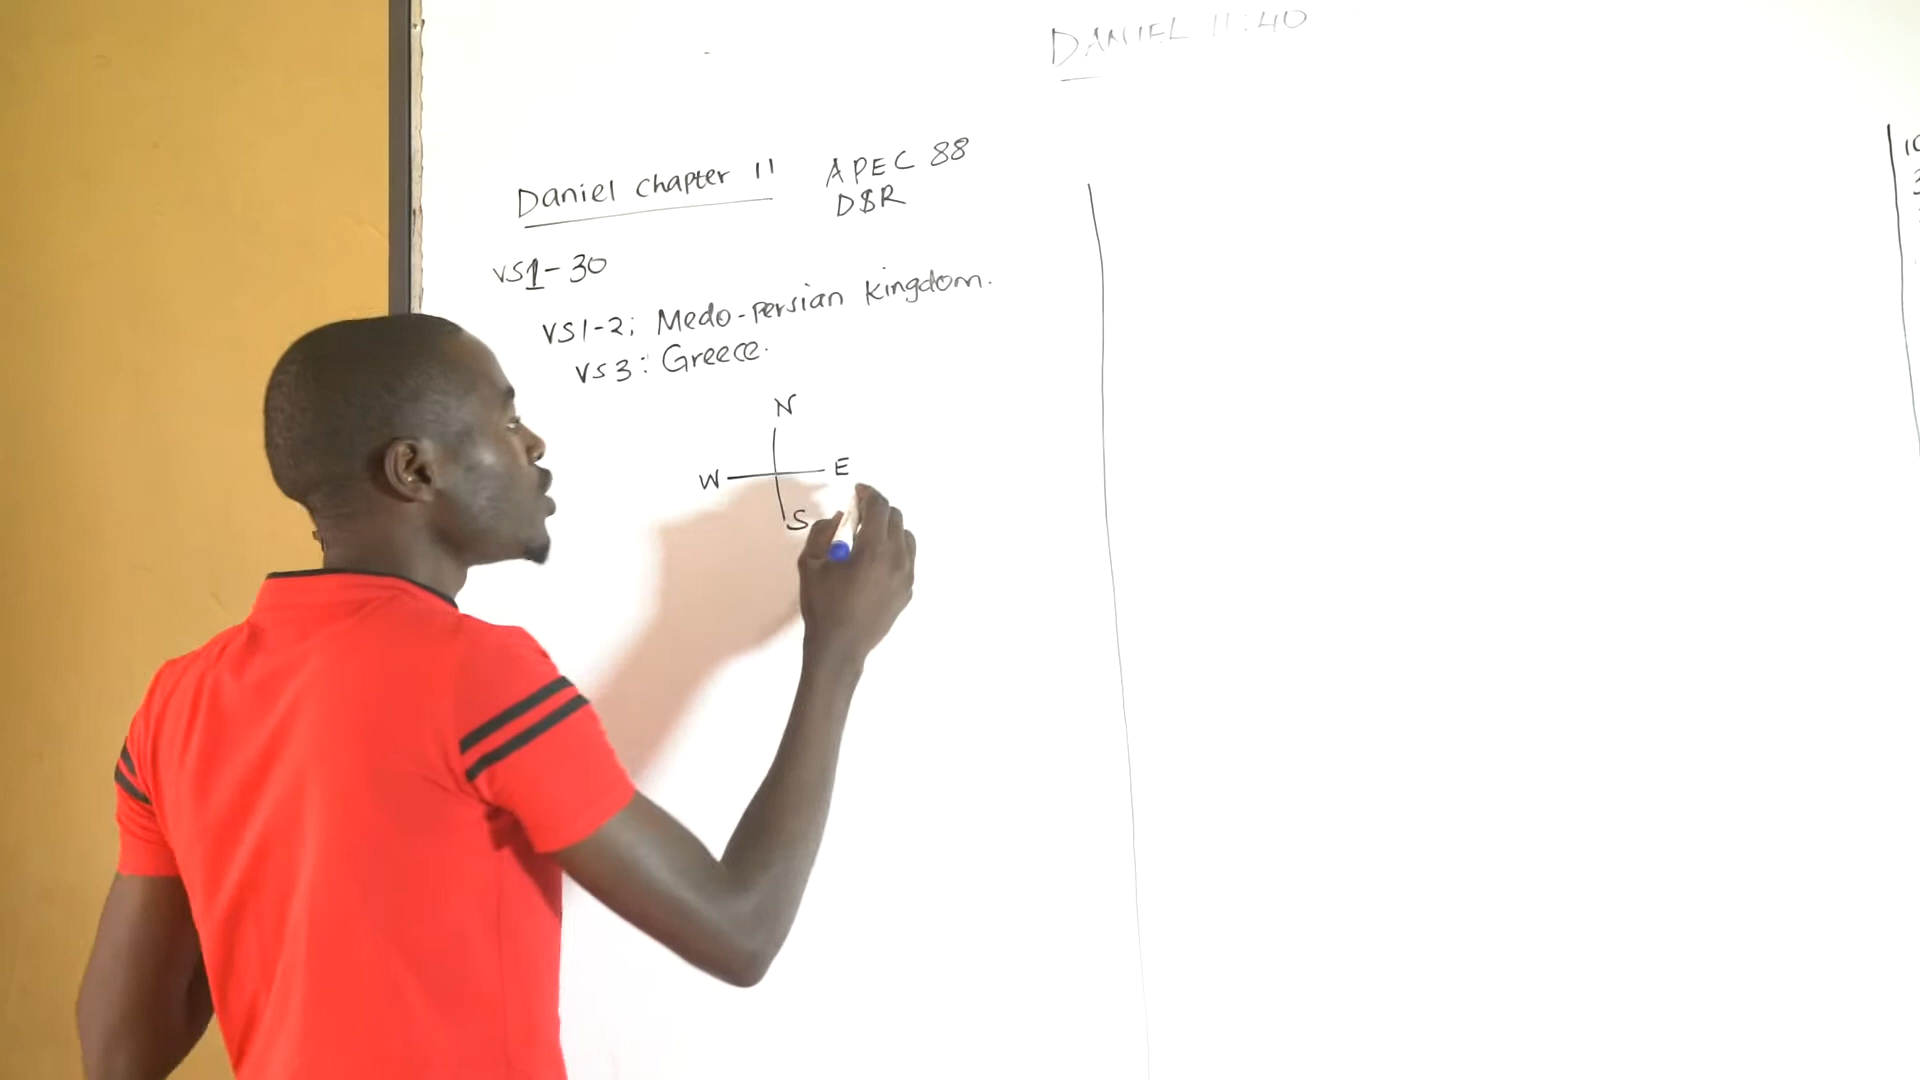 DANIEL 11:40
Daniel chapter 11
APEC 88
D$R
VS1-30
VS1-2; Medo-persian kingdom.
VS3: Greece.
N
W
E
S